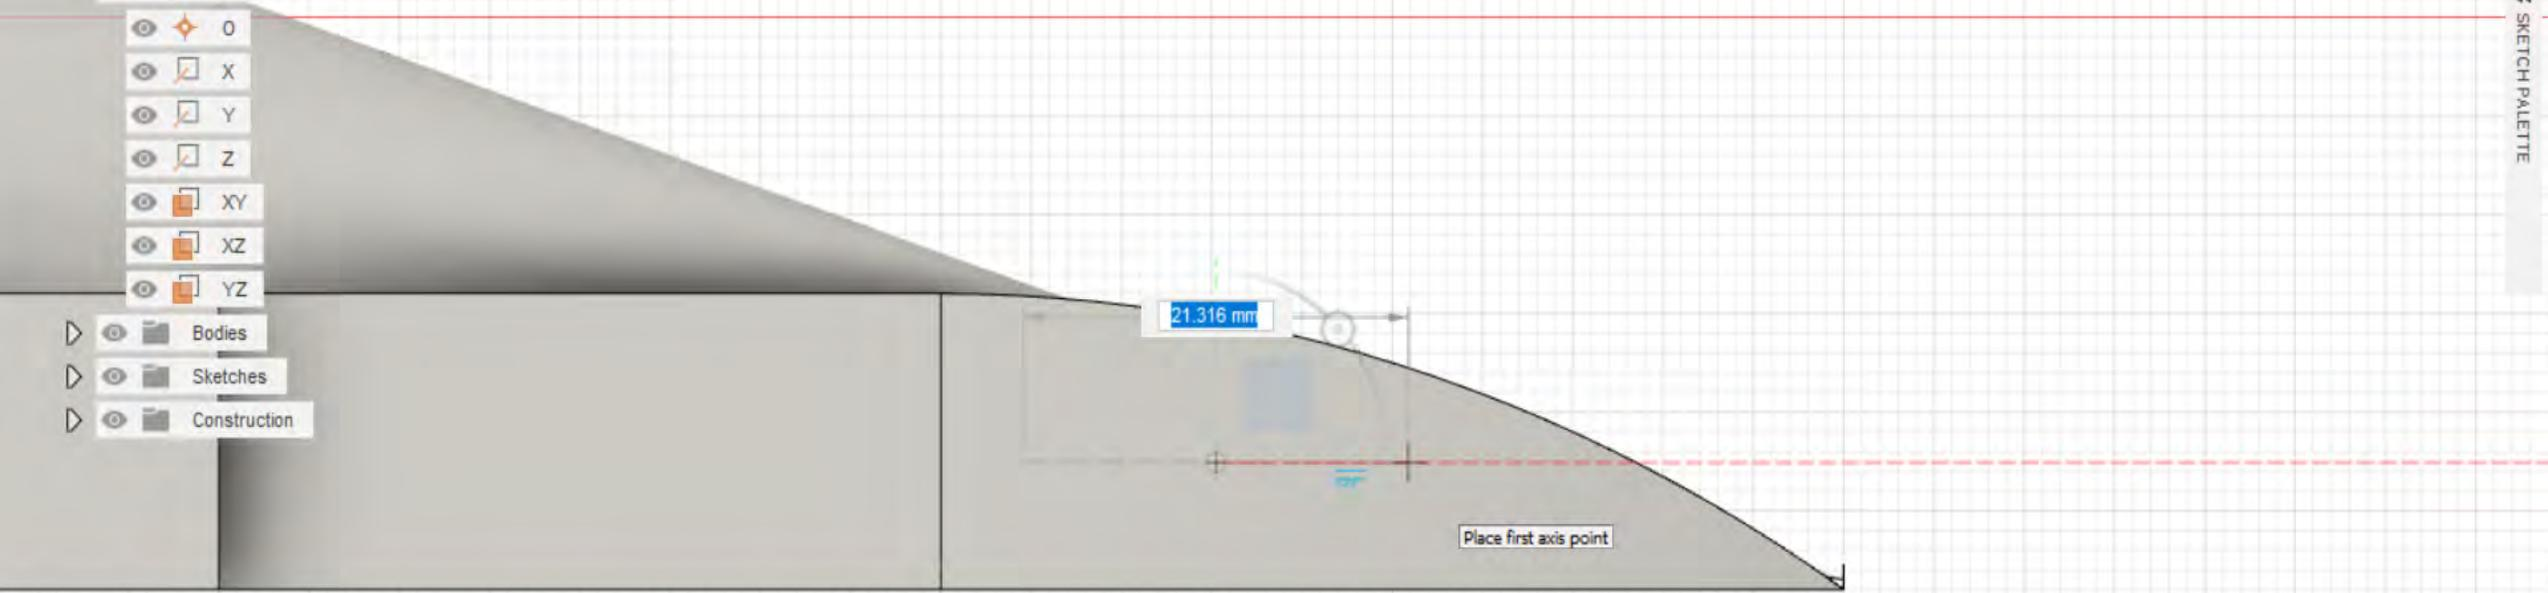 O
X
Y
Z
XY
XZ
YZ
Bodies
Sketches
Construction
21.316 mm
Place first axis point
SKETCH PALETTE